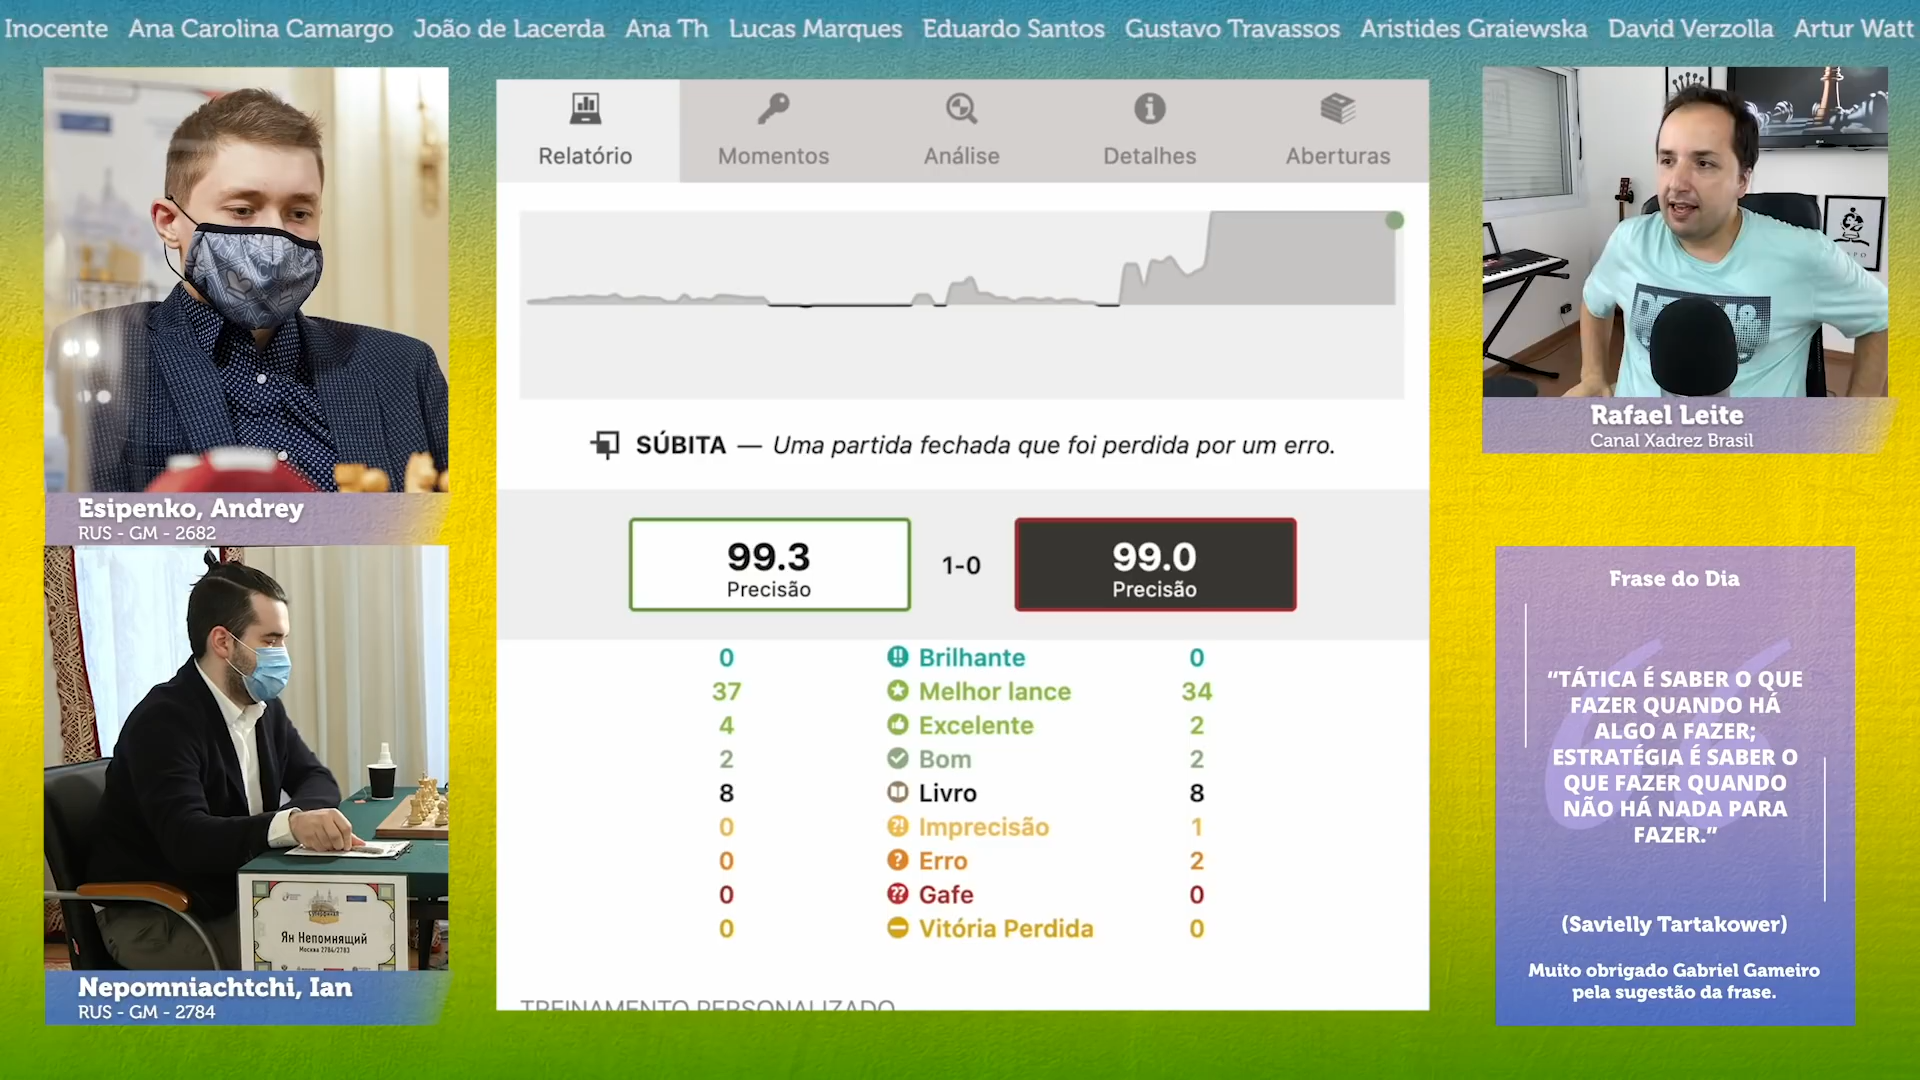 Inocente Ana Carolina Camargo João de Lacerda Ana Th Lucas Marques Eduardo Santos Gustavo Travassos Aristides Graiewska David Verzolla Artur Watt
Esipenko, Andrey
RUS - GM - 2682
Ян Непомнящий
Москва 2784/2783
Nepomniachtchi, Ian
RUS - GM - 2784
Relatório Momentos Análise Detalhes Aberturas
SÚBITA — Uma partida fechada que foi perdida por um erro.
99.3 1-0 99.0
Precisão Precisão
0 Brilhante 0
37 Melhor lance 34
4 Excelente 2
2 Bom 2
8 Livro 8
0 Imprecisão 1
0 Erro 2
0 Gafe 0
0 Vitória Perdida 0
TREINAMENTO PERSONALIZADO
Rafael Leite
Canal Xadrez Brasil
Frase do Dia
“TÁTICA É SABER O QUE
FAZER QUANDO HÁ
ALGO A FAZER;
ESTRATÉGIA É SABER O
QUE FAZER QUANDO
NÃO HÁ NADA PARA
FAZER.”
(Savielly Tartakower)
Muito obrigado Gabriel Gameiro
pela sugestão da frase.